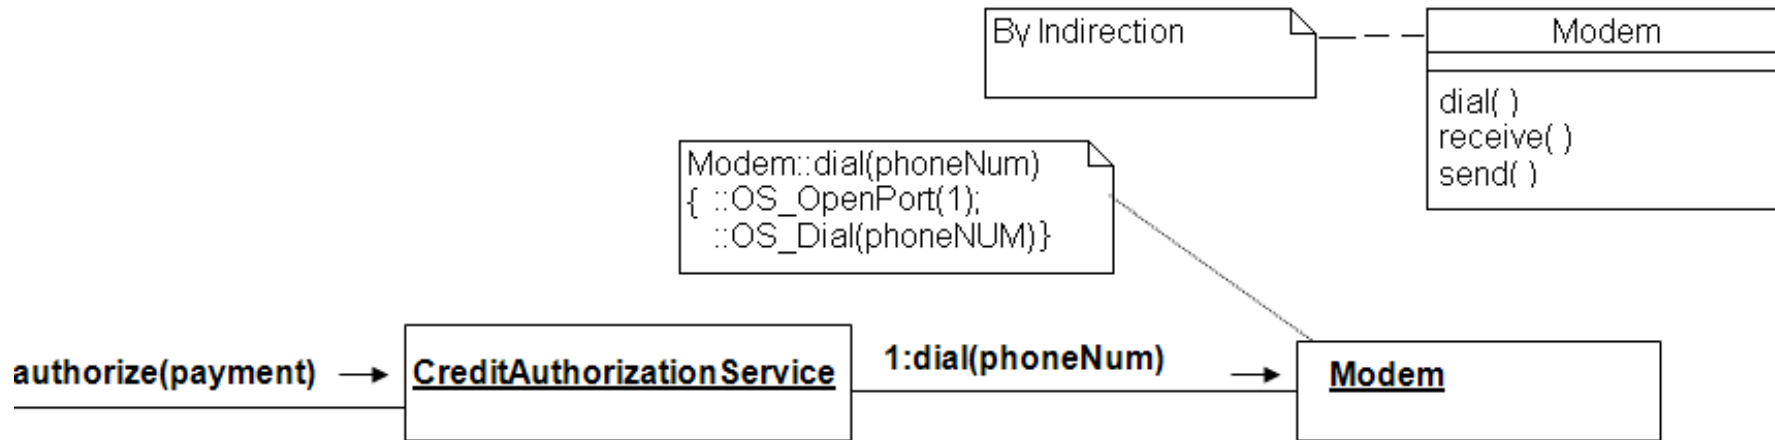 By Indirection
Modem
dial( )
receive( )
send( )
Modem::dial(phoneNum)
{ ::OS_OpenPort(1);
::OS_Dial(phoneNUM)}
authorize(payment)
CreditAuthorizationService
1:dial(phoneNum)
Modem